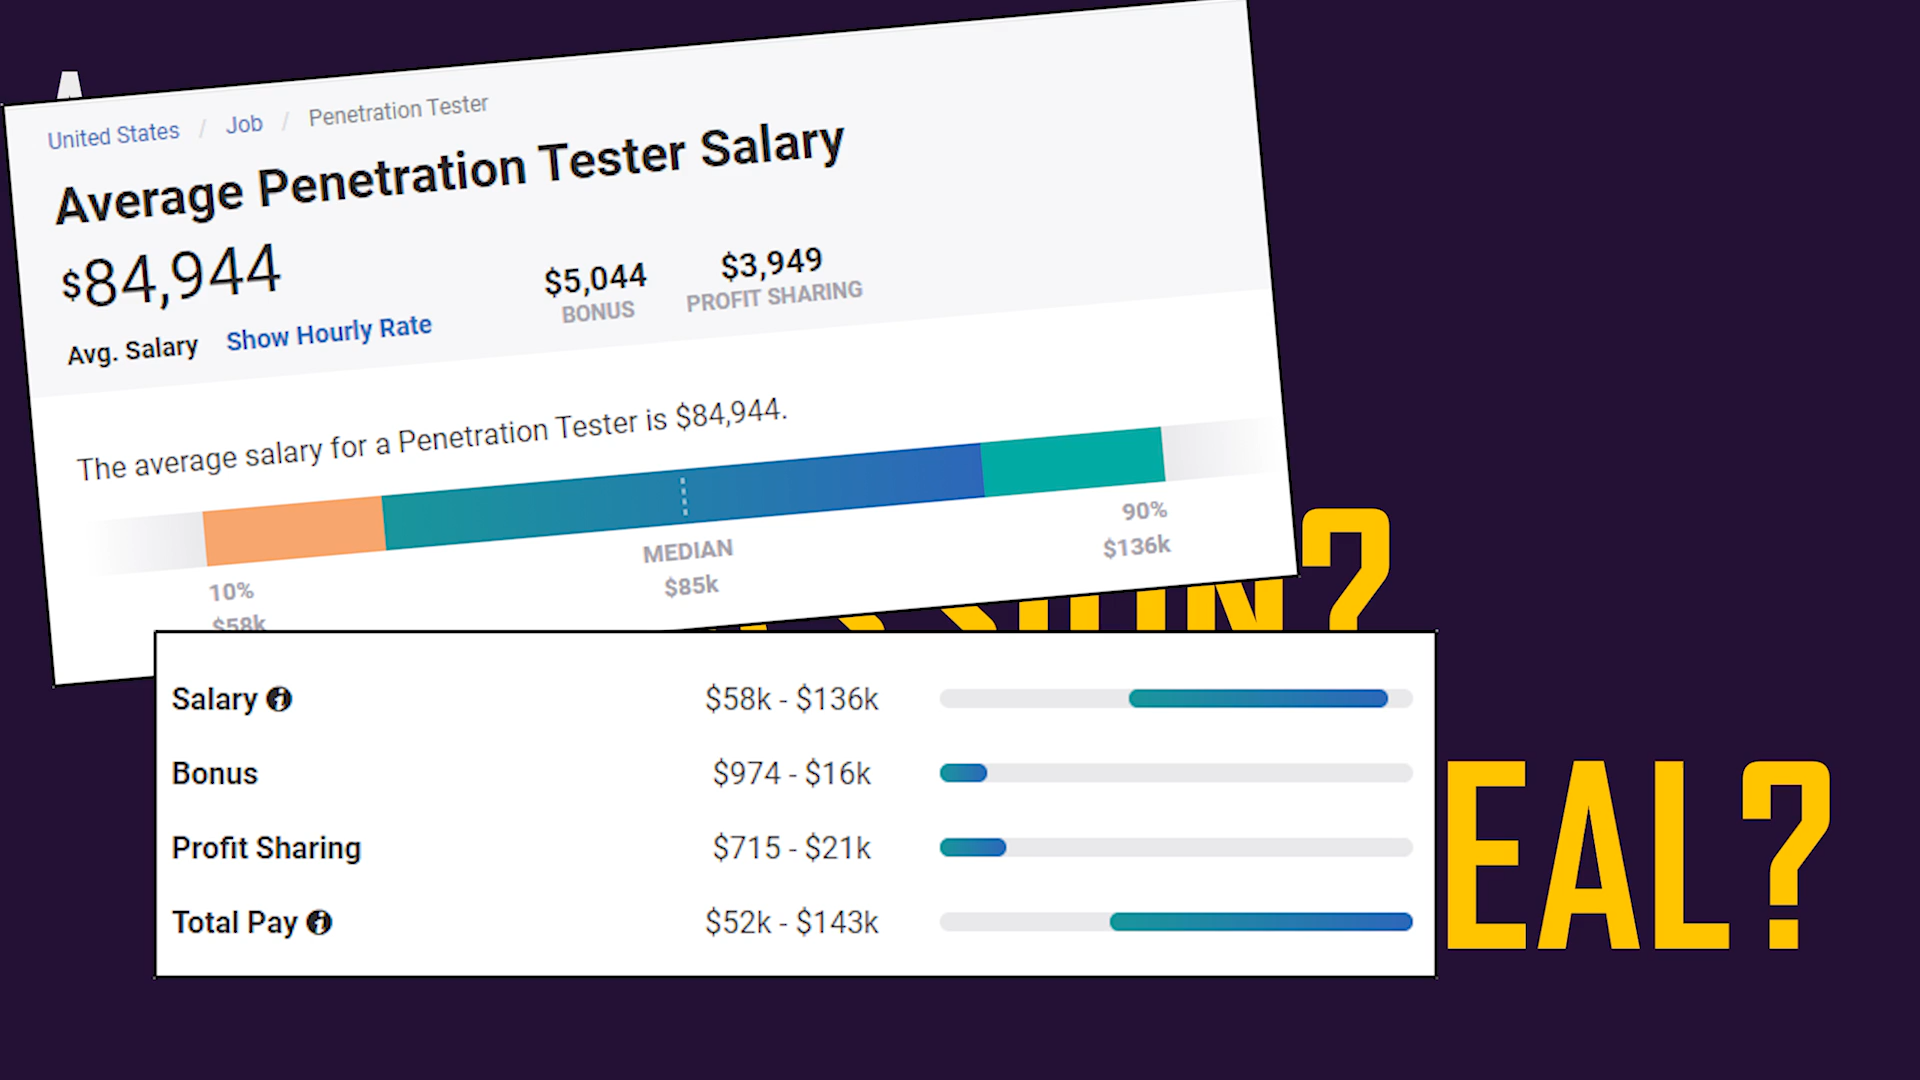 A
United States / Job / Penetration Tester
Average Penetration Tester Salary
$84,944
$5,044
$3,949
BONUS
PROFIT SHARING
Avg. Salary Show Hourly Rate
The average salary for a Penetration Tester is $84,944.
10%
MEDIAN
90%
$58k
$85k
$136k
?
Salary $58k - $136k
Bonus $974 - $16k
Profit Sharing $715 - $21k
Total Pay $52k - $143k
EAL?